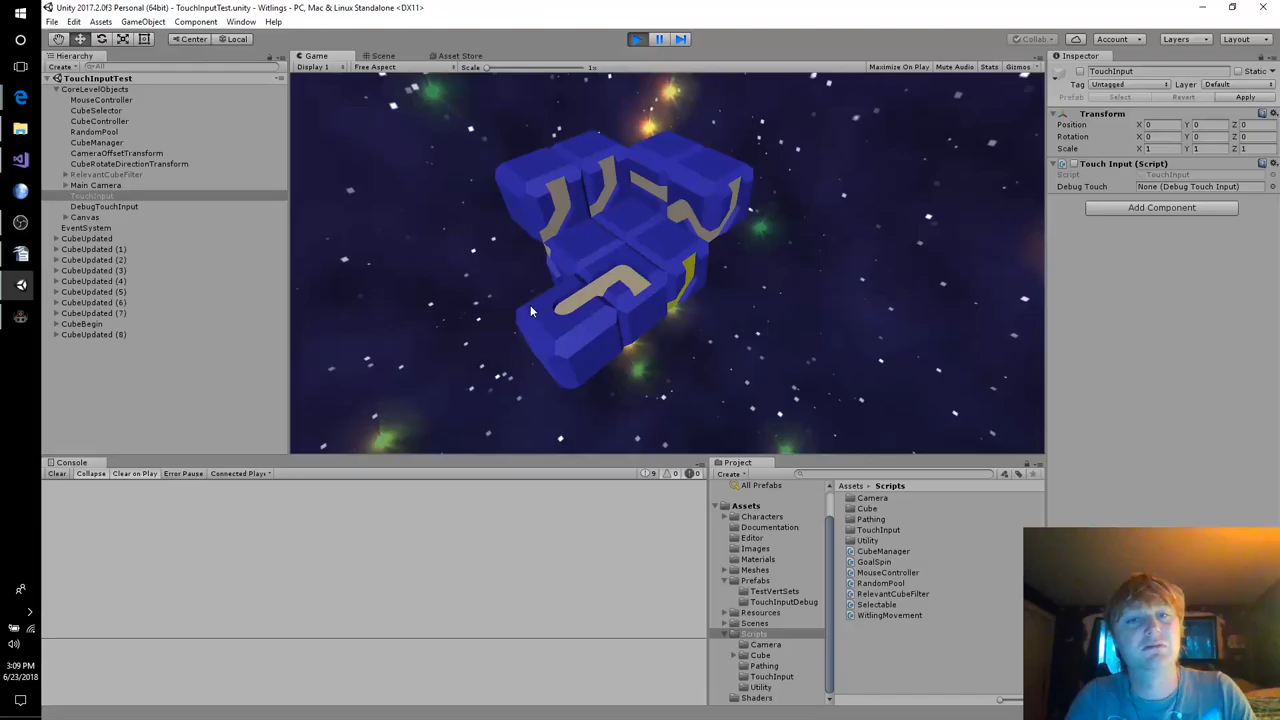 Unity 2017.2.0f3 Personal (64bit) - TouchInputTest.unity - Witlings - PC, Mac & Linux Standalone <DX11>
File Edit Assets GameObject Component Window Help
Center Local Collab Account Layers Layout
Hierarchy Game Scene Asset Store Inspector
Create All Display 1 Free Aspect Scale 1x Maximize On Play Mute Audio Stats Gizmos
TouchInputTest
CoreLevelObjects
MouseController
CubeSelector
CubeController
RandomPool
CubeManager
CameraOffsetTransform
CubeRotateDirectionTransform
RelevantCubeFilter
Main Camera
TouchInput
DebugTouchInput
Canvas
EventSystem
CubeUpdated
CubeUpdated (1)
CubeUpdated (2)
CubeUpdated (3)
CubeUpdated (4)
CubeUpdated (5)
CubeUpdated (6)
CubeUpdated (7)
CubeBegin
CubeUpdated (8)
TouchInput Static
Tag Untagged Layer Default
Prefab Select Revert Apply
Transform
Position X 0 Y 0 Z 0
Rotation X 0 Y 0 Z 0
Scale X 1 Y 1 Z 1
Touch Input (Script)
Script TouchInput
Debug Touch None (Debug Touch Input)
Add Component
Console
Clear Collapse Clear on Play Error Pause Connected Player 9 0 0
Project
Create
All Prefabs
Assets
Characters
Documentation
Editor
Images
Materials
Meshes
Prefabs
TestVertSets
TouchInputDebug
Resources
Scenes
Scripts
Camera
Cube
Pathing
TouchInput
Utility
Shaders
Assets Scripts
Camera
Cube
Pathing
TouchInput
Utility
CubeManager
GoalSpin
MouseController
RandomPool
RelevantCubeFilter
Selectable
WitlingMovement
3:09 PM
6/23/2018